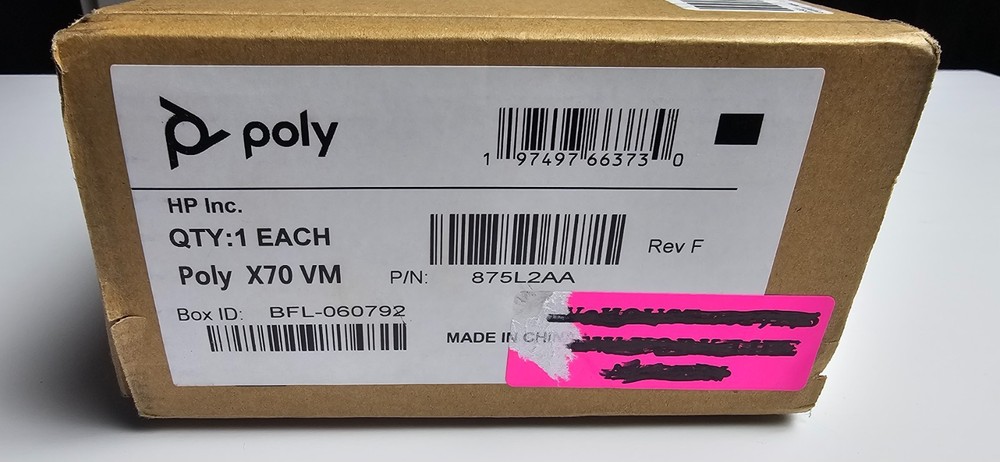 poly
1 97497 66373 0
HP Inc.
QTY:1 EACH
Rev F
Poly X70 VM P/N: 875L2AA
Box ID: BFL-060792
MADE IN CHINA